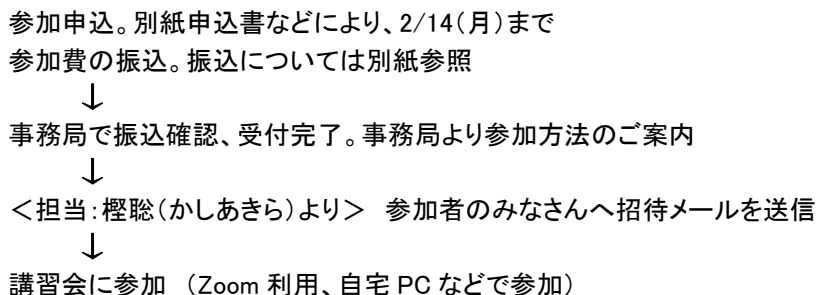 参加申込。別紙申込書などにより、2/14(月)まで
参加費の振込。振込については別紙参照
↓
事務局で振込確認、受付完了。事務局より参加方法のご案内
↓
<担当:樫聡(かしあきら)より> 参加者のみなさんへ招待メールを送信
↓
講習会に参加 (Zoom 利用、自宅 PC などで参加)